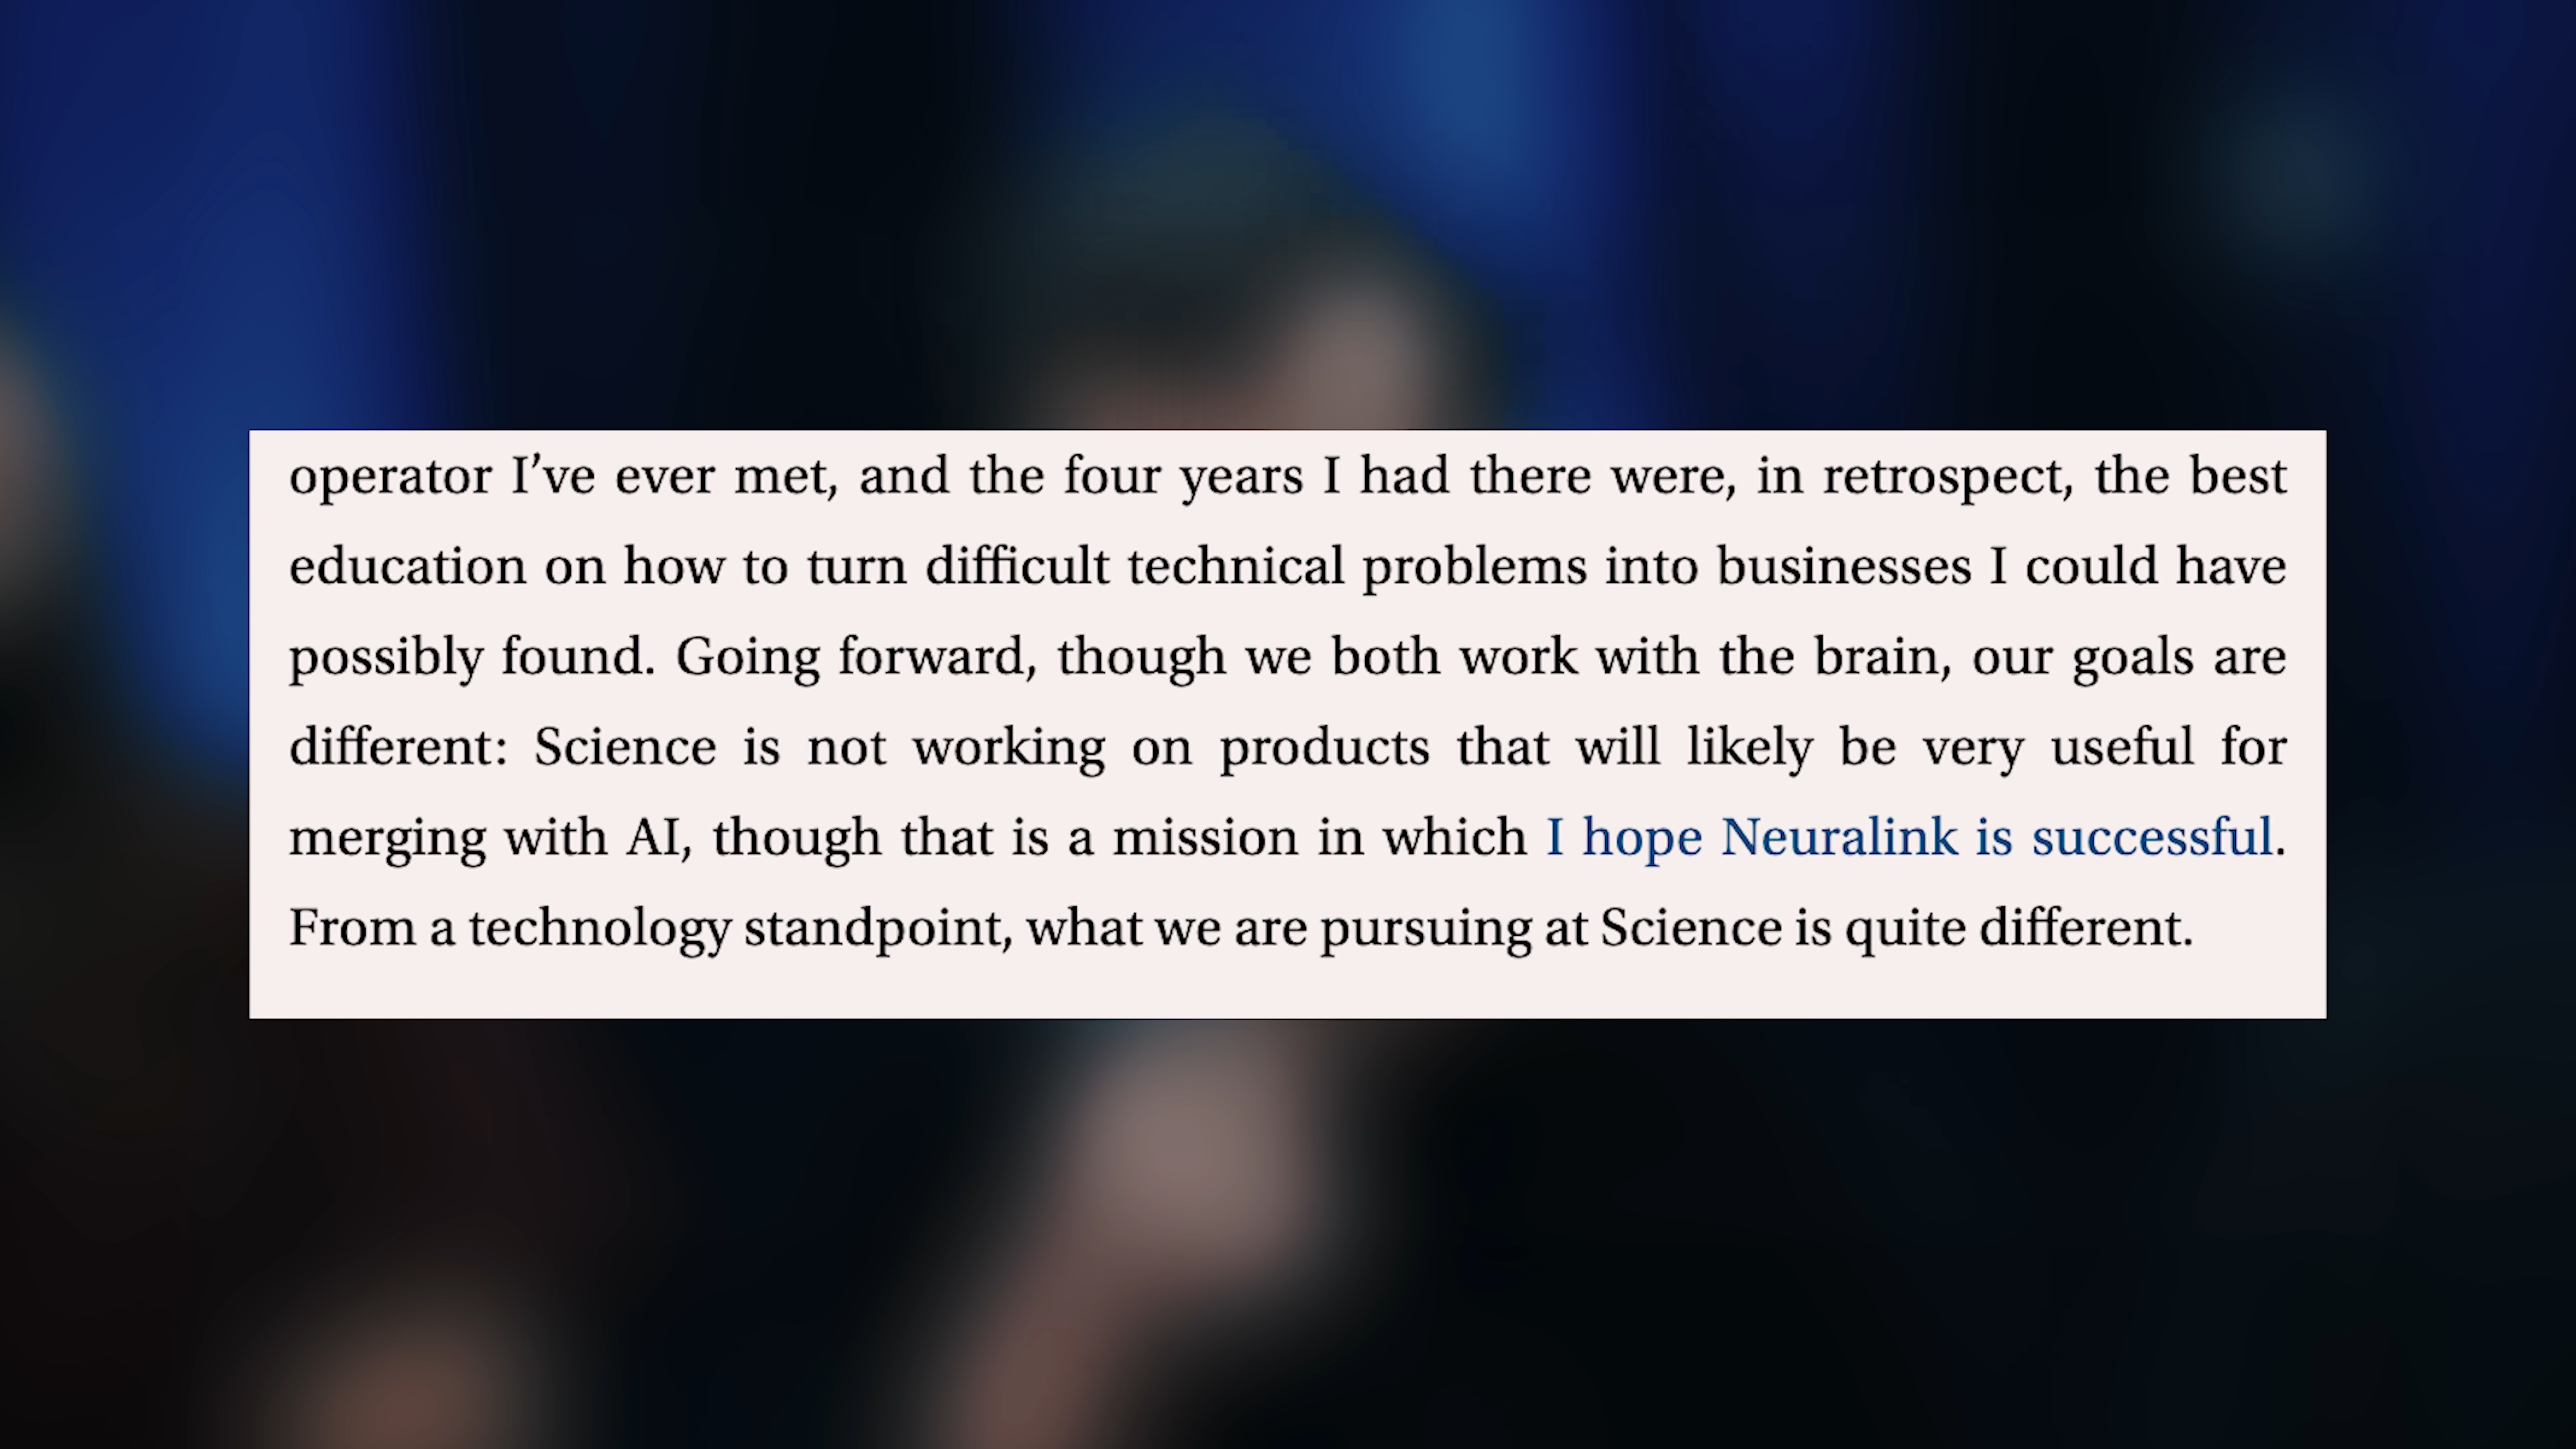 operator I’ve ever met, and the four years I had there were, in retrospect, the best
education on how to turn difficult technical problems into businesses I could have
possibly found. Going forward, though we both work with the brain, our goals are
different: Science is not working on products that will likely be very useful for
merging with AI, though that is a mission in which I hope Neuralink is successful.
From a technology standpoint, what we are pursuing at Science is quite different.